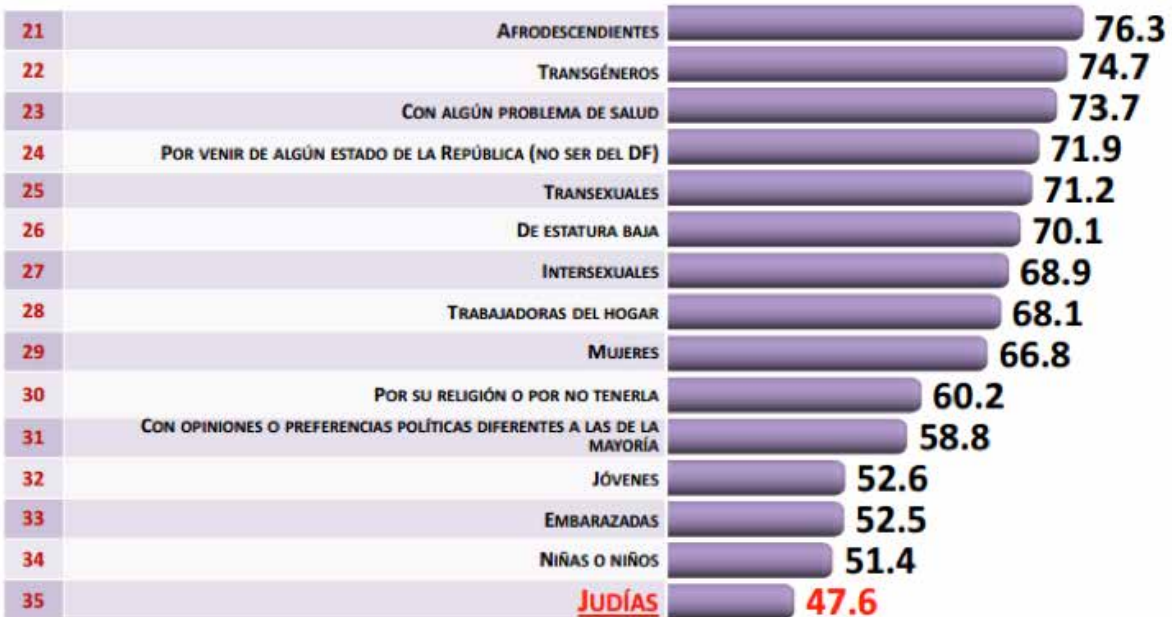 21 AFRODESCENDIENTES 76.3
22 TRANSGÉNEROS 74.7
23 CON ALGÚN PROBLEMA DE SALUD 73.7
24 POR VENIR DE ALGÚN ESTADO DE LA REPÚBLICA (NO SER DEL DF) 71.9
25 TRANSEXUALES 71.2
26 DE ESTATURA BAJA 70.1
27 INTERSEXUALES 68.9
28 TRABAJADORAS DEL HOGAR 68.1
29 MUJERES 66.8
30 POR SU RELIGIÓN O POR NO TENERLA 60.2
31 CON OPINIONES O PREFERENCIAS POLÍTICAS DIFERENTES A LAS DE LA
MAYORÍA 58.8
32 JÓVENES 52.6
33 EMBARAZADAS 52.5
34 NIÑAS O NIÑOS 51.4
35 JUDÍAS 47.6